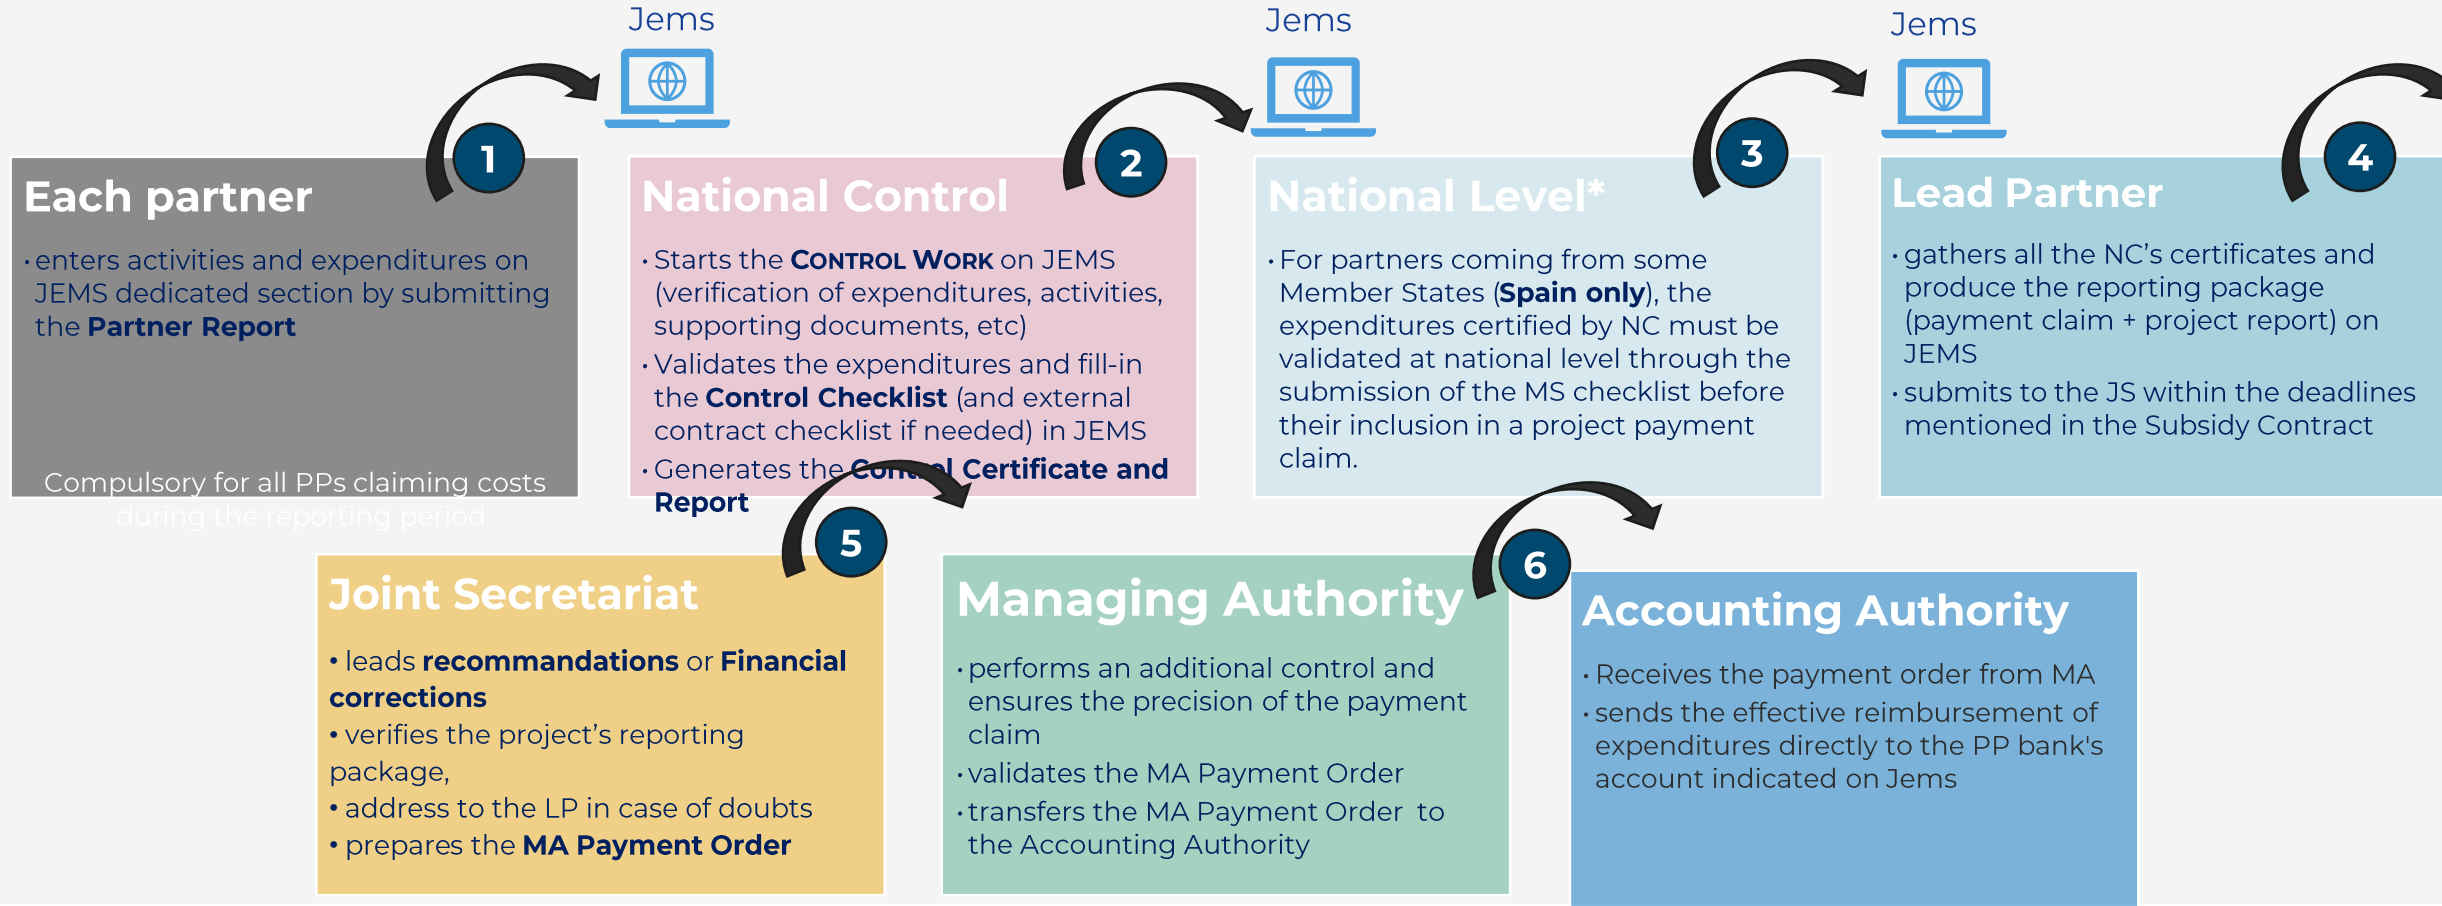 Jems
Jems
Jems
1
2
3
4
Each partner
• enters activities and expenditures on
JEMS dedicated section by submitting
the Partner Report
Compulsory for all PPs claiming costs
during the reporting period
National Control
• Starts the CONTROL WORK on JEMS
(verification of expenditures, activities,
supporting documents, etc)
• Validates the expenditures and fill-in
the Control Checklist (and external
contract checklist if needed) in JEMS
• Generates the Control Certificate and
Report
National Level*
• For partners coming from some
Member States (Spain only), the
expenditures certified by NC must be
validated at national level through the
submission of the MS checklist before
their inclusion in a project payment
claim.
Lead Partner
• gathers all the NC’s certificates and
produce the reporting package
(payment claim + project report) on
JEMS
• submits to the JS within the deadlines
mentioned in the Subsidy Contract
5
6
Joint Secretariat
• leads recommandations or Financial
corrections
• verifies the project’s reporting
package,
• address to the LP in case of doubts
• prepares the MA Payment Order
Managing Authority
• performs an additional control and
ensures the precision of the payment
claim
• validates the MA Payment Order
• transfers the MA Payment Order to
the Accounting Authority
Accounting Authority
• Receives the payment order from MA
• sends the effective reimbursement of
expenditures directly to the PP bank's
account indicated on Jems